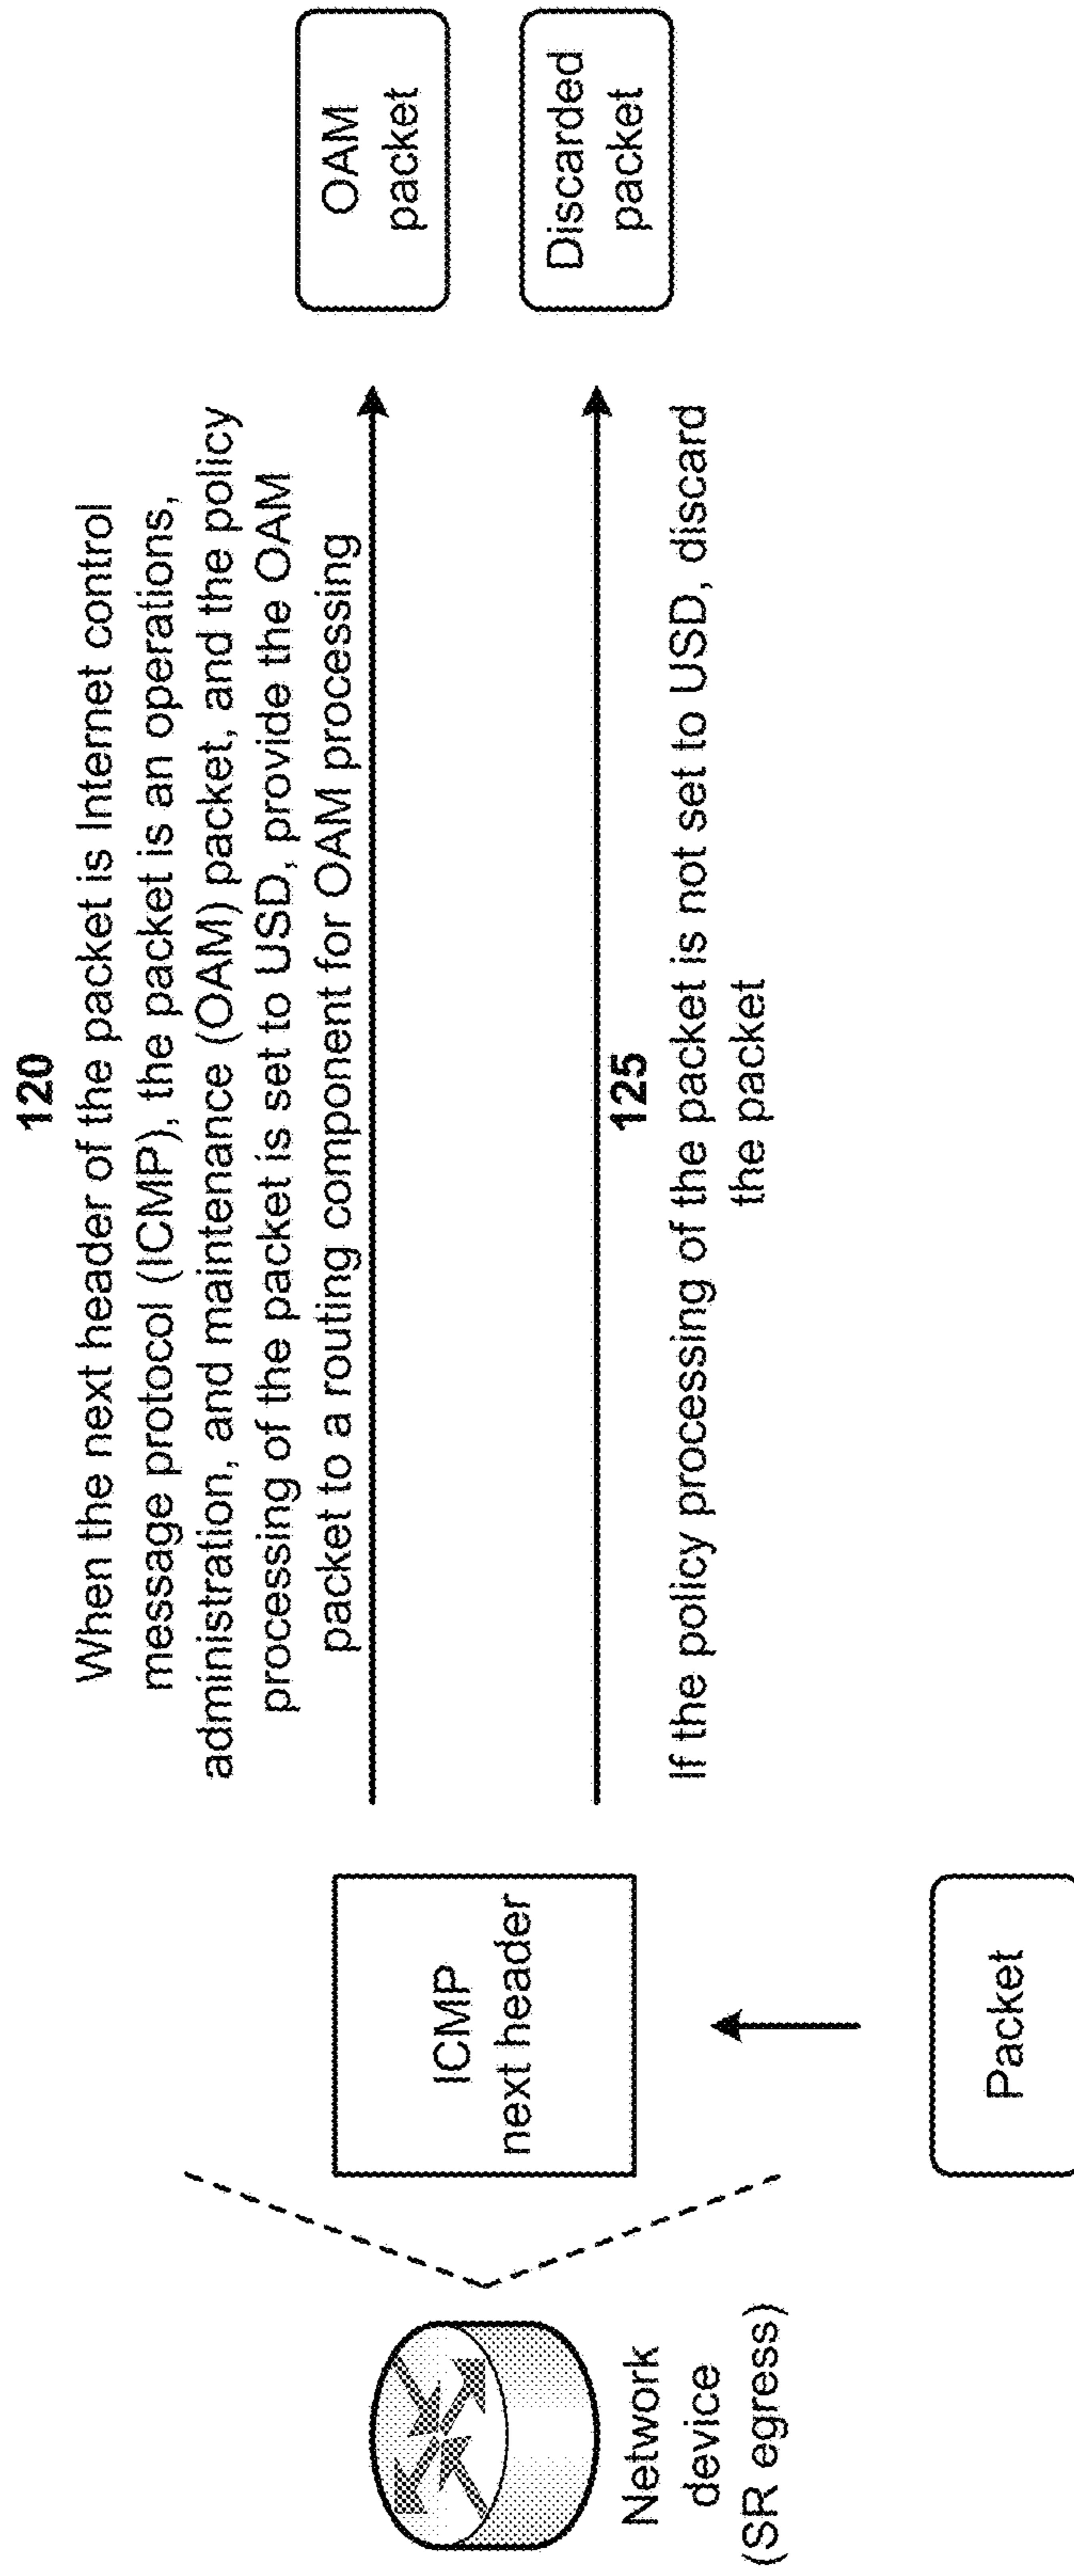 120
When the next header of the packet is Internet control
message protocol (ICMP), the packet is an operations,
administration, and maintenance (OAM) packet, and the policy
processing of the packet is set to USD, provide the OAM
packet to a routing component for OAM processing
OAM
packet
ICMP
next header
125
If the policy processing of the packet is not set to USD, discard
the packet
Discarded
packet
Network
device
(SR egress)
Packet